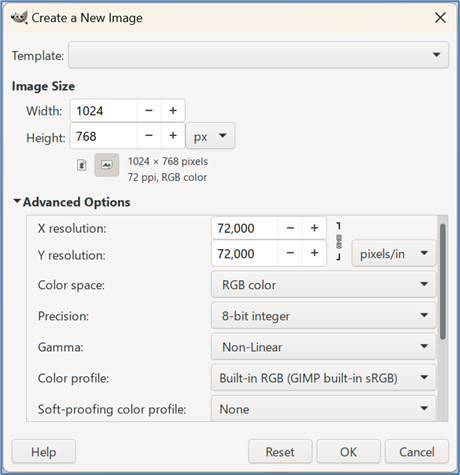 Create a New Image
Template:
Image Size
Width: 1024
Height: 768 px
1024 × 768 pixels
72 ppi, RGB color
Advanced Options
X resolution: 72,000
Y resolution: 72,000 pixels/in
Color space: RGB color
Precision: 8-bit integer
Gamma: Non-Linear
Color profile: Built-in RGB (GIMP built-in sRGB)
Soft-proofing color profile: None
Help Reset OK Cancel